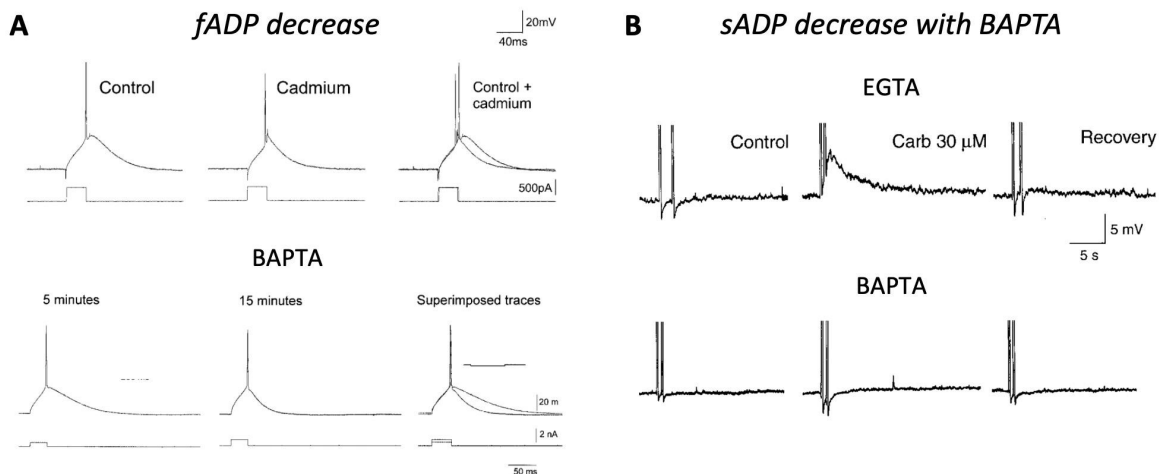 A fADP decrease
20mV
40ms
Control
Cadmium
Control +
cadmium
500pA
BAPTA
5 minutes
15 minutes
Superimposed traces
20 m
2 nA
50 ms
B sADP decrease with BAPTA
EGTA
Control
Carb 30 μM
Recovery
5 mV
5 s
BAPTA